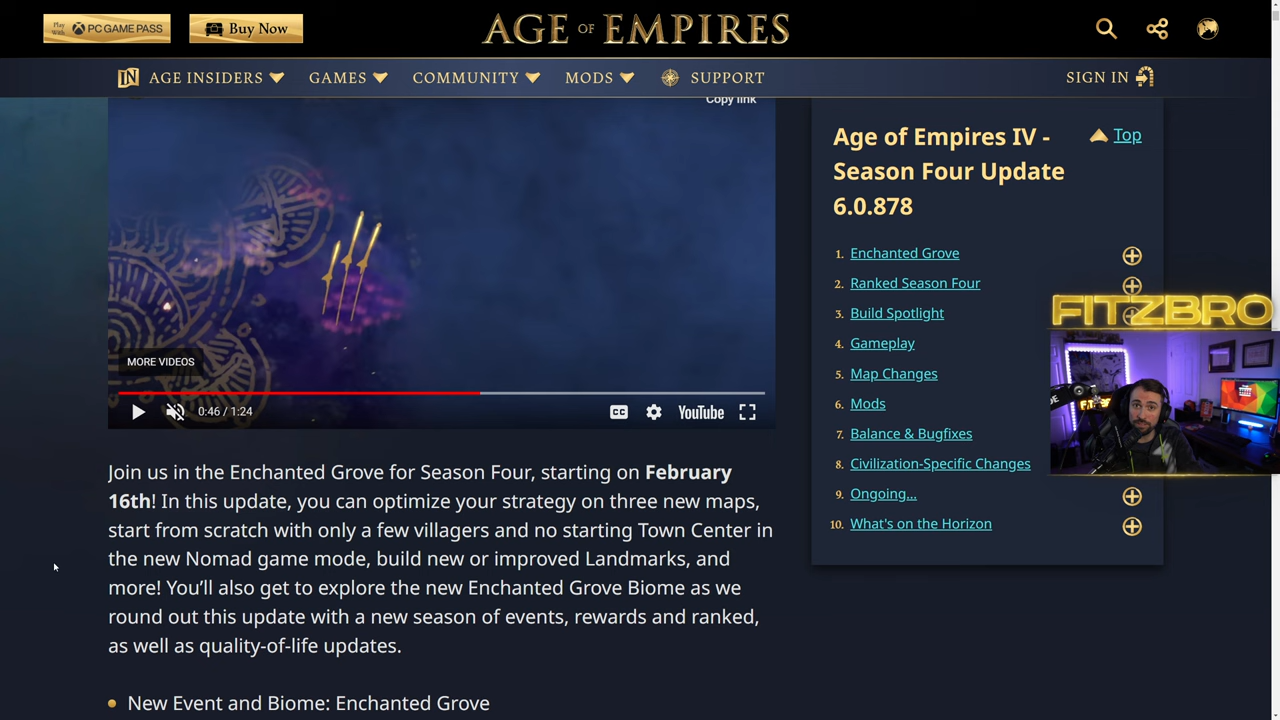 Play With PC GAME PASS
Buy Now
AGE OF EMPIRES
IN AGE INSIDERS
GAMES
COMMUNITY
MODS
SUPPORT
SIGN IN
Copy link
MORE VIDEOS
0:46 / 1:24
CC
YouTube
Join us in the Enchanted Grove for Season Four, starting on February
16th! In this update, you can optimize your strategy on three new maps,
start from scratch with only a few villagers and no starting Town Center in
the new Nomad game mode, build new or improved Landmarks, and
more! You’ll also get to explore the new Enchanted Grove Biome as we
round out this update with a new season of events, rewards and ranked,
as well as quality-of-life updates.
New Event and Biome: Enchanted Grove
Age of Empires IV -
Season Four Update
6.0.878
Top
1. Enchanted Grove
2. Ranked Season Four
3. Build Spotlight
4. Gameplay
5. Map Changes
6. Mods
7. Balance & Bugfixes
8. Civilization-Specific Changes
9. Ongoing...
10. What's on the Horizon
FITZBRO